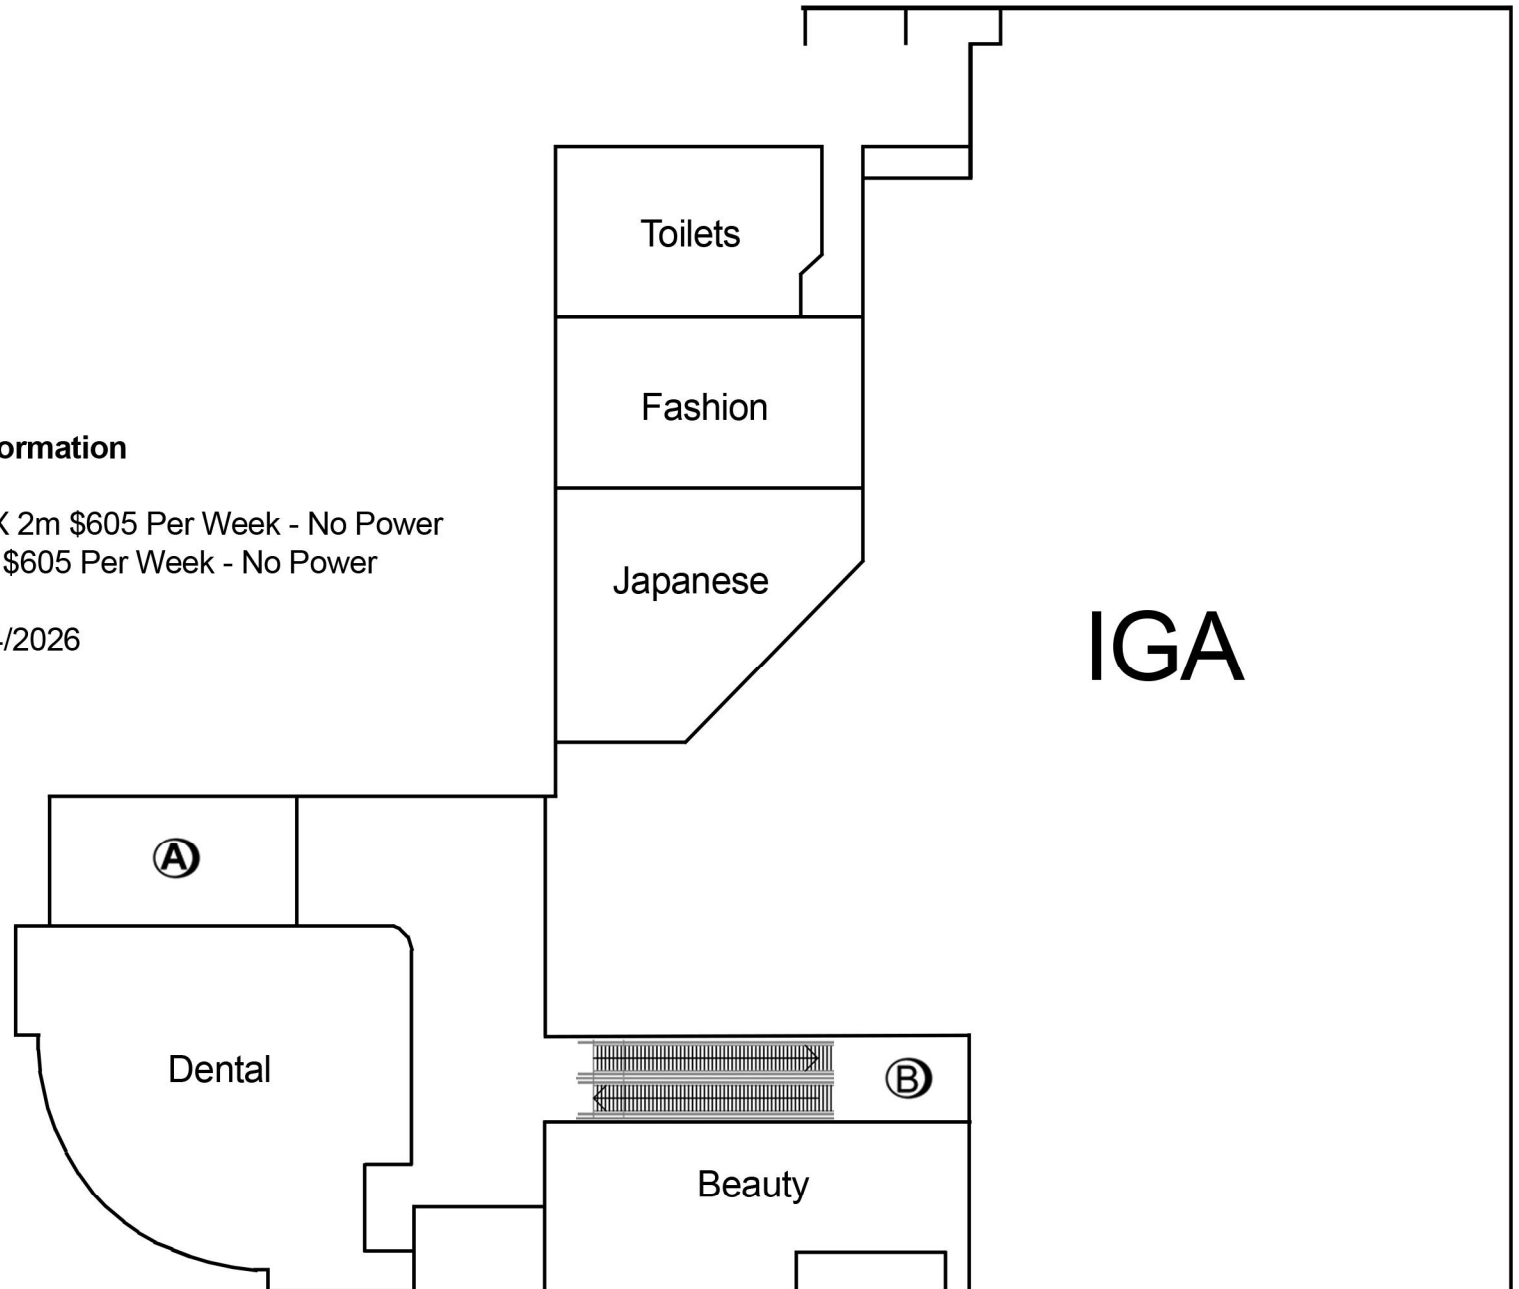 Toilets
Fashion
ormation
X 2m $605 Per Week - No Power
$605 Per Week - No Power
Japanese
/2026
IGA
A
Dental
B
Beauty